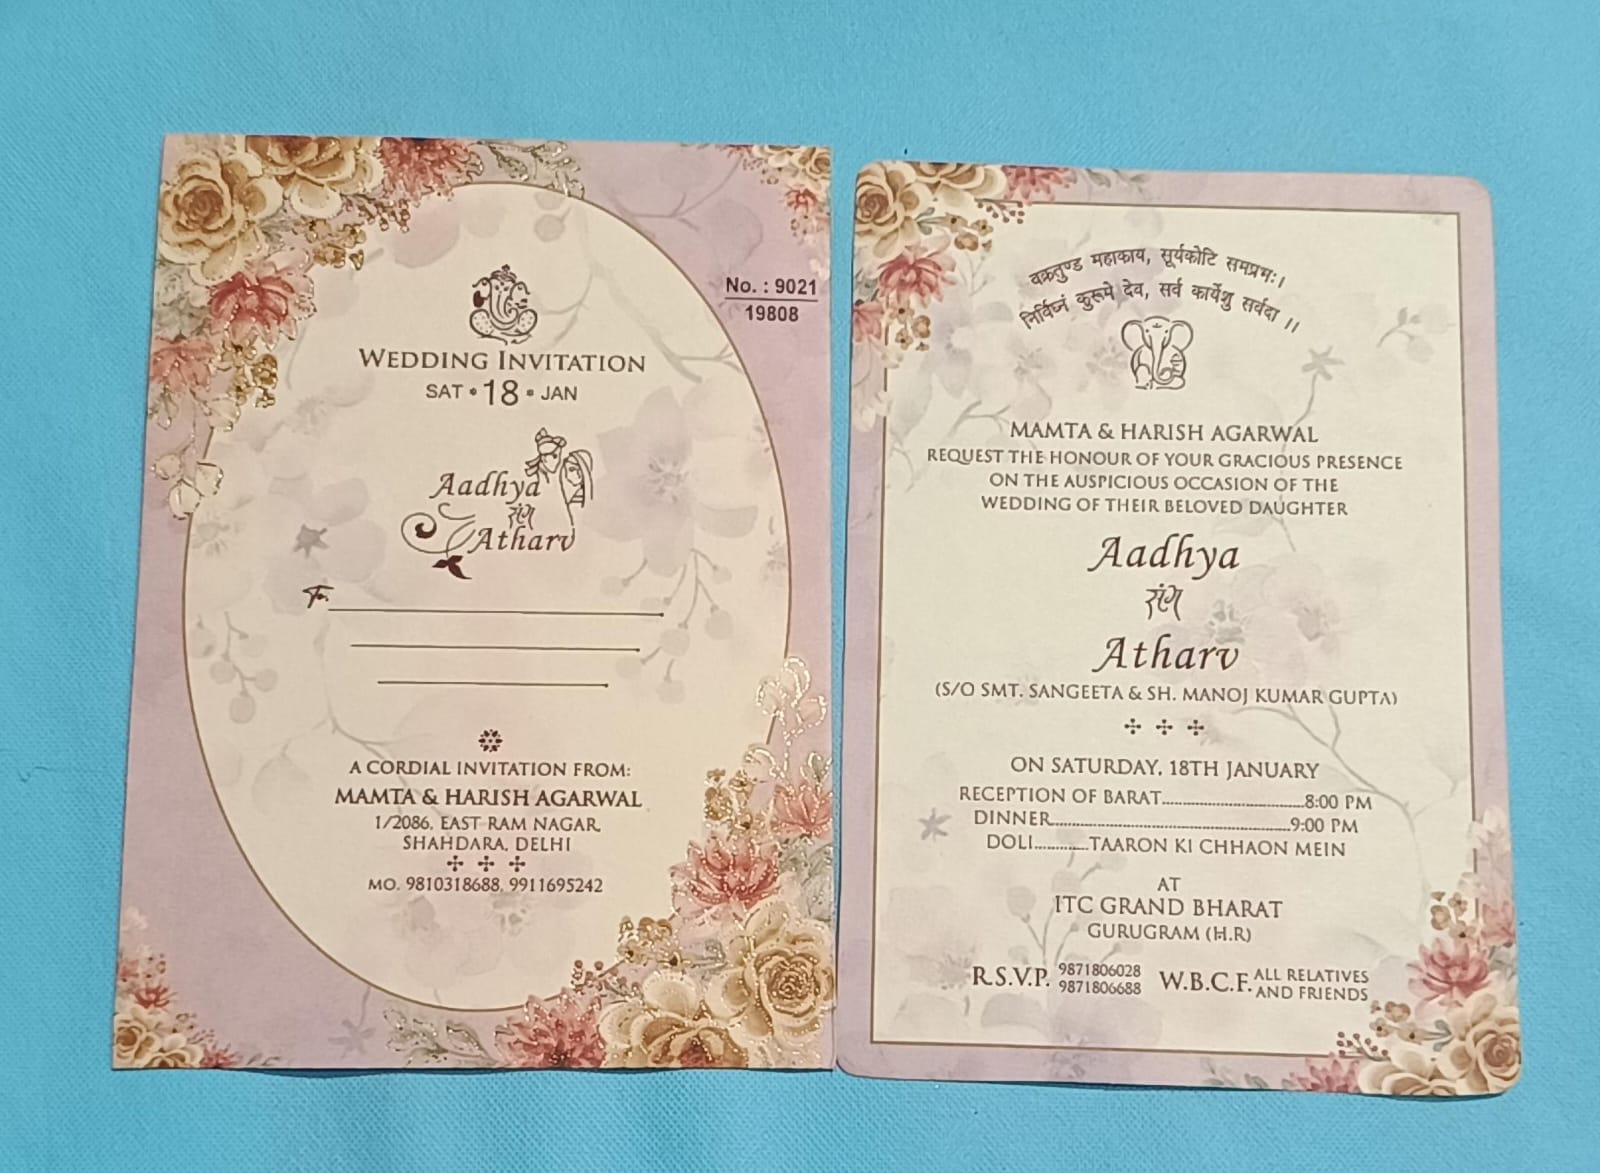 WEDDING INVITATION
SAT • 18 • JAN
No. : 9021
19808
Aadhya
संग
Atharv
To,
A CORDIAL INVITATION FROM:
MAMTA & HARISH AGARWAL
1/2086, EAST RAM NAGAR,
SHAHDARA, DELHI
MO. 9810318688, 9911695242
वक्रतुण्ड महाकाय, सूर्यकोटि समप्रभः।
निर्विघ्नं कुरूमे देव, सर्व कार्येशु सर्वदा ।।
MAMTA & HARISH AGARWAL
REQUEST THE HONOUR OF YOUR GRACIOUS PRESENCE
ON THE AUSPICIOUS OCCASION OF THE
WEDDING OF THEIR BELOVED DAUGHTER
Aadhya
संग
Atharv
(S/O SMT. SANGEETA & SH. MANOJ KUMAR GUPTA)
ON SATURDAY, 18TH JANUARY
RECEPTION OF BARAT..............................8:00 PM
DINNER..................................................9:00 PM
DOLI.............TAARON KI CHHAON MEIN
AT
ITC GRAND BHARAT
GURUGRAM (H.R)
R.S.V.P. 9871806028 W.B.C.F. ALL RELATIVES
9871806688 AND FRIENDS